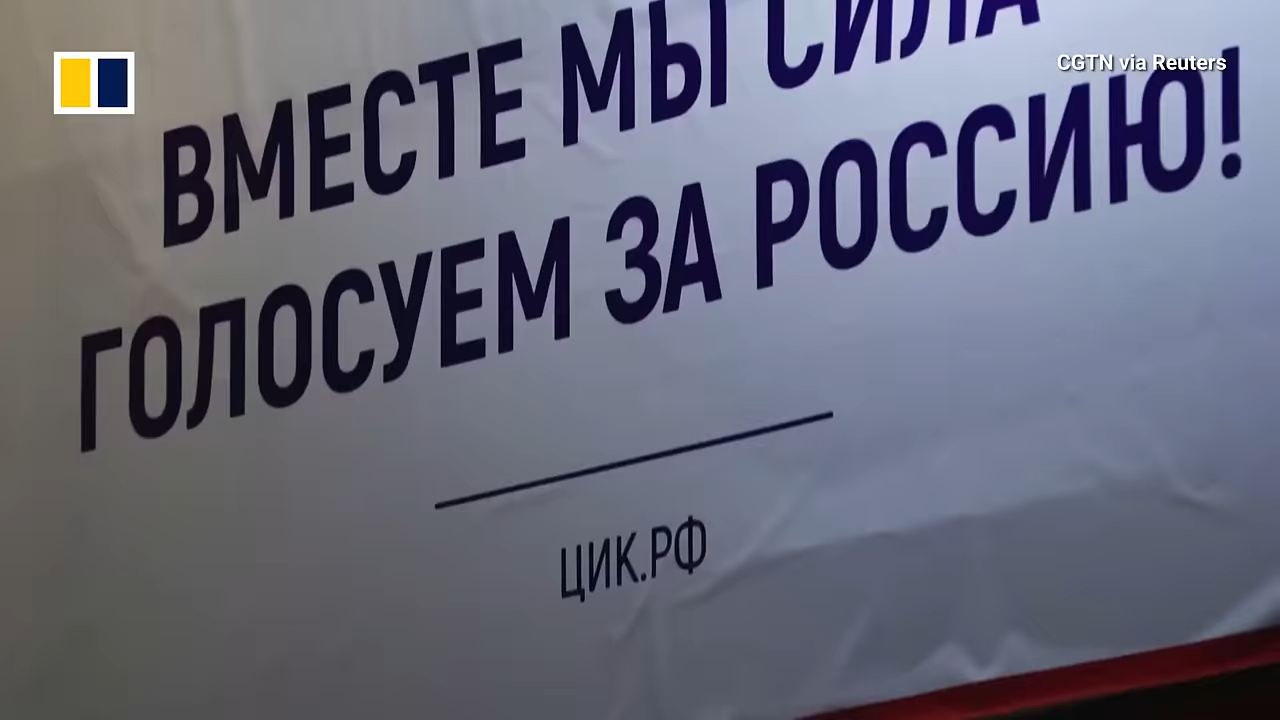 CGTN via Reuters
ВМЕСТЕ МЫ СИЛА
ГОЛОСУЕМ ЗА РОССИЮ!
ЦИК.РФ